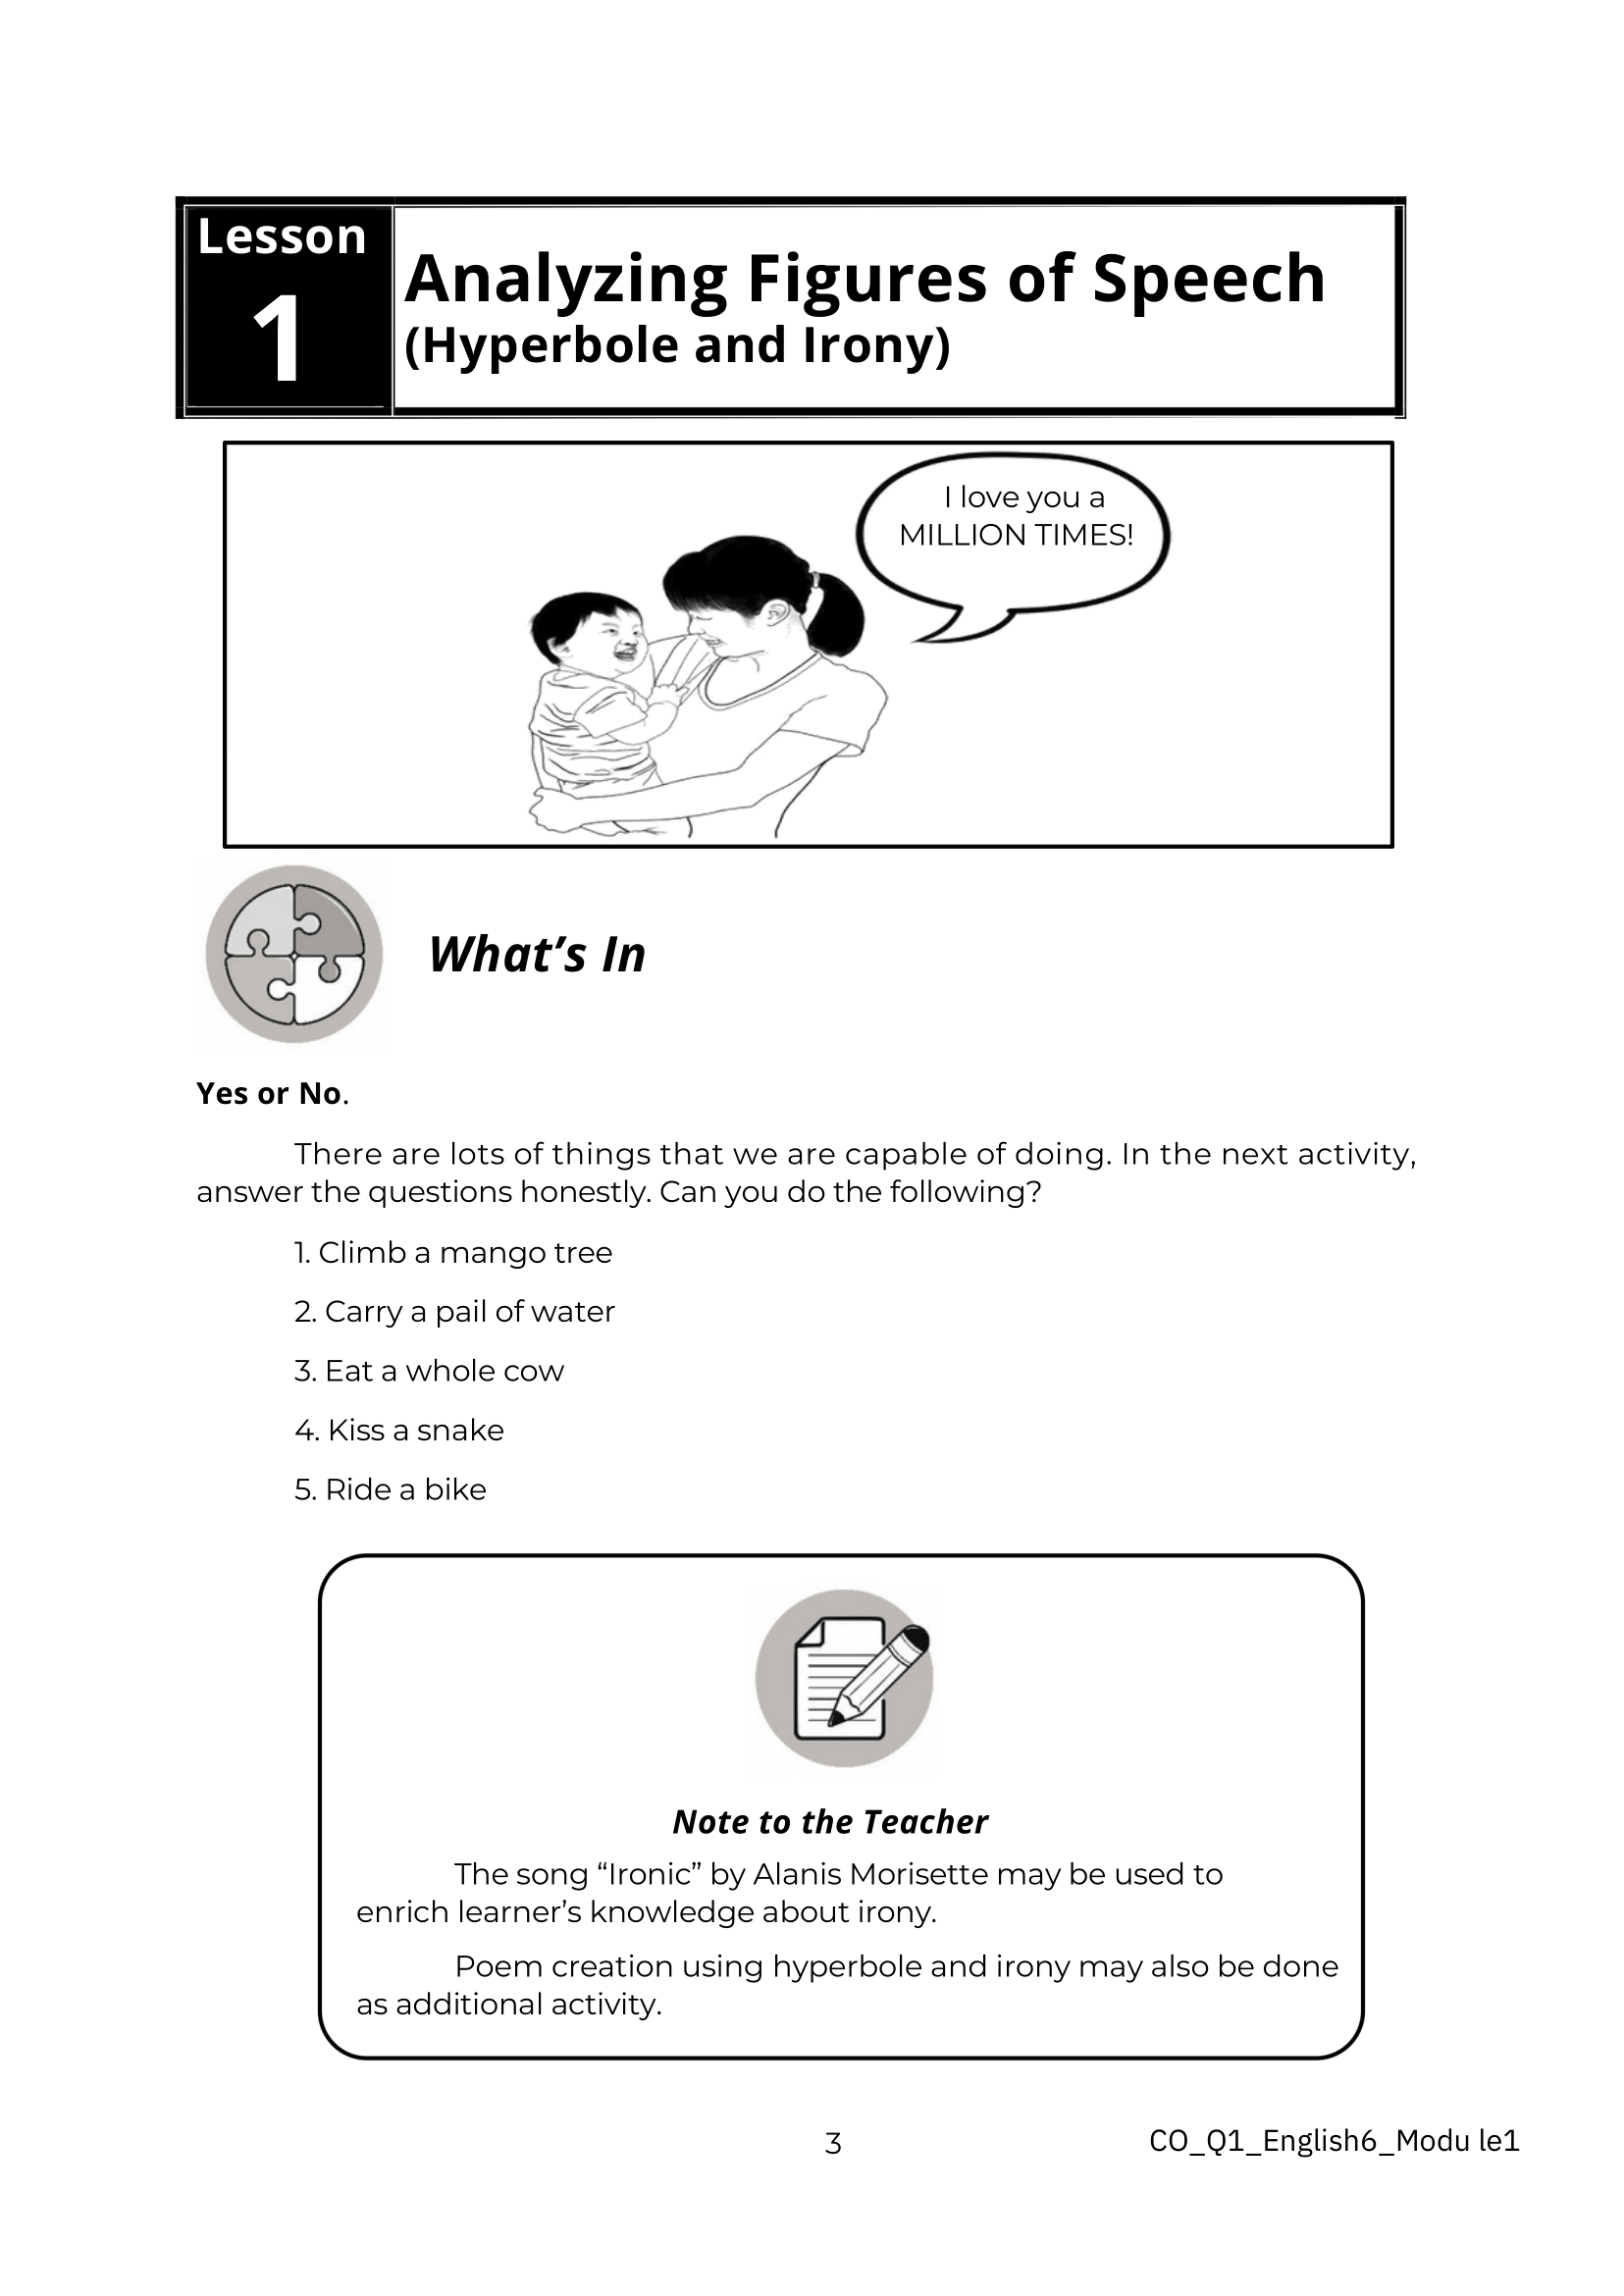 Lesson
1
Analyzing Figures of Speech
(Hyperbole and Irony)
I love you a
MILLION TIMES!
What’s In
Yes or No.
There are lots of things that we are capable of doing. In the next activity,
answer the questions honestly. Can you do the following?
1. Climb a mango tree
2. Carry a pail of water
3. Eat a whole cow
4. Kiss a snake
5. Ride a bike
Note to the Teacher
The song “Ironic” by Alanis Morisette may be used to
enrich learner’s knowledge about irony.
Poem creation using hyperbole and irony may also be done
as additional activity.
3
CO_Q1_English6_Modu le1